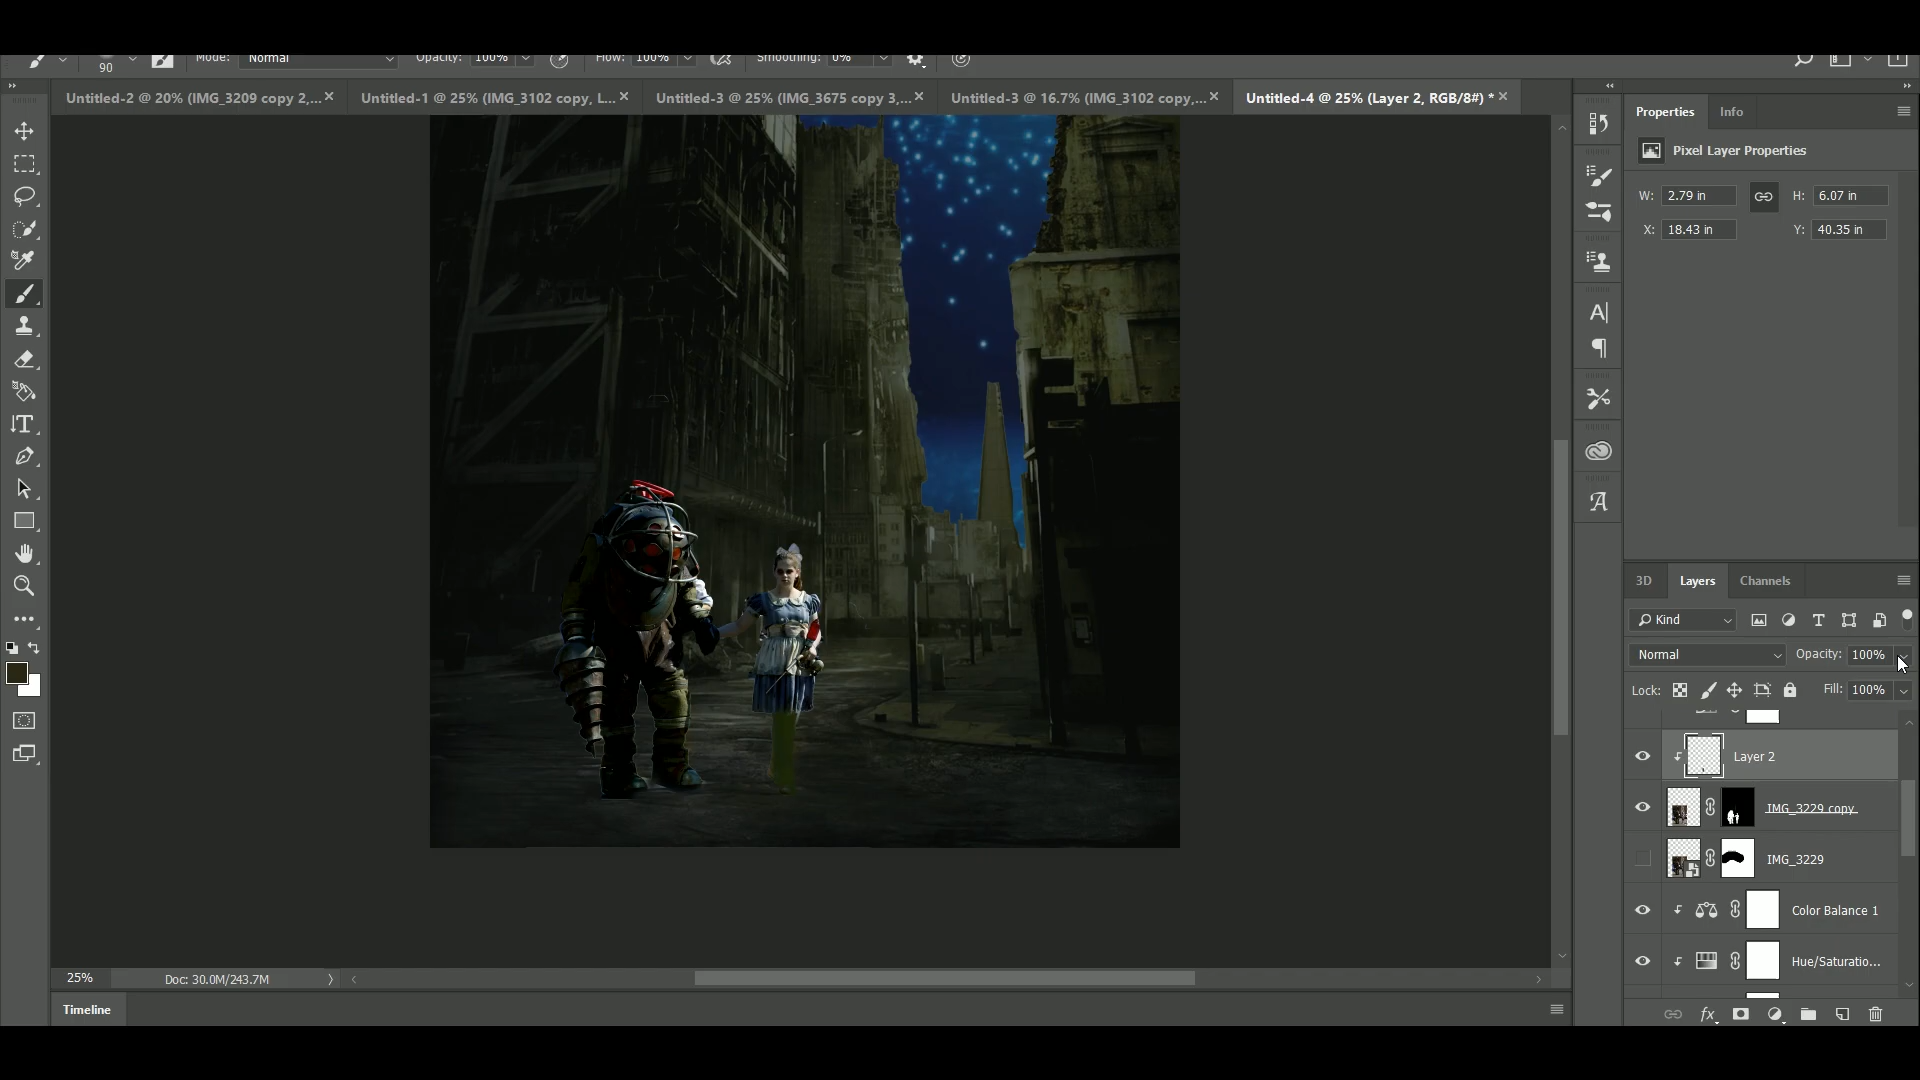 Mode: Normal Opacity: 100% Flow: 100% Smoothing: 0%
90
Untitled-2 @ 20% (IMG_3209 copy 2,... Untitled-1 @ 25% (IMG_3102 copy, L... Untitled-3 @ 25% (IMG_3675 copy 3,... Untitled-3 @ 16.7% (IMG_3102 copy,... Untitled-4 @ 25% (Layer 2, RGB/8#) *
Properties Info
Pixel Layer Properties
W: 2.79 in H: 6.07 in
X: 18.43 in Y: 40.35 in
3D Layers Channels
Kind
Normal Opacity: 100%
Lock: Fill: 100%
Layer 2
IMG_3229 copy
IMG_3229
Color Balance 1
Hue/Saturatio...
25% Doc: 30.0M/243.7M
Timeline